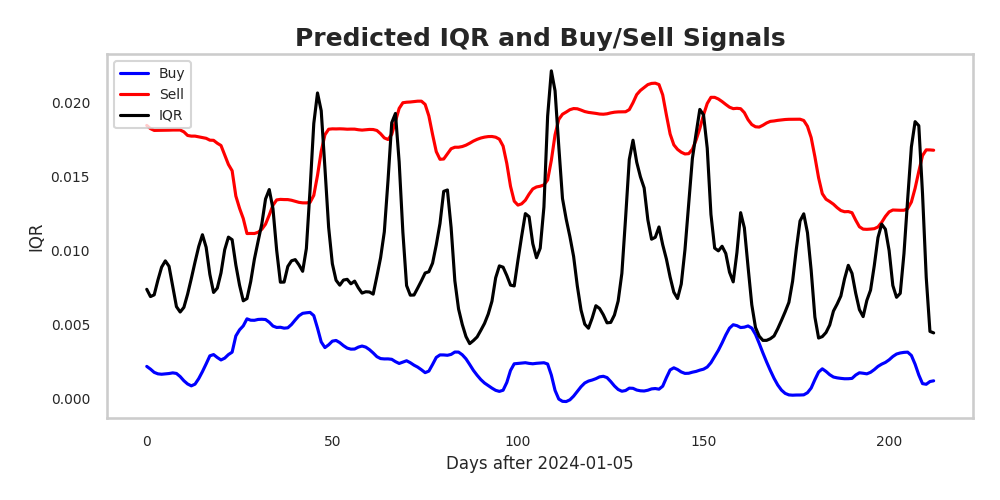 Predicted IQR and Buy/Sell Signals
Buy
Sell
IQR
0.020
0.015
0.010
0.005
0.000
IQR
0 50 100 150 200
Days after 2024-01-05